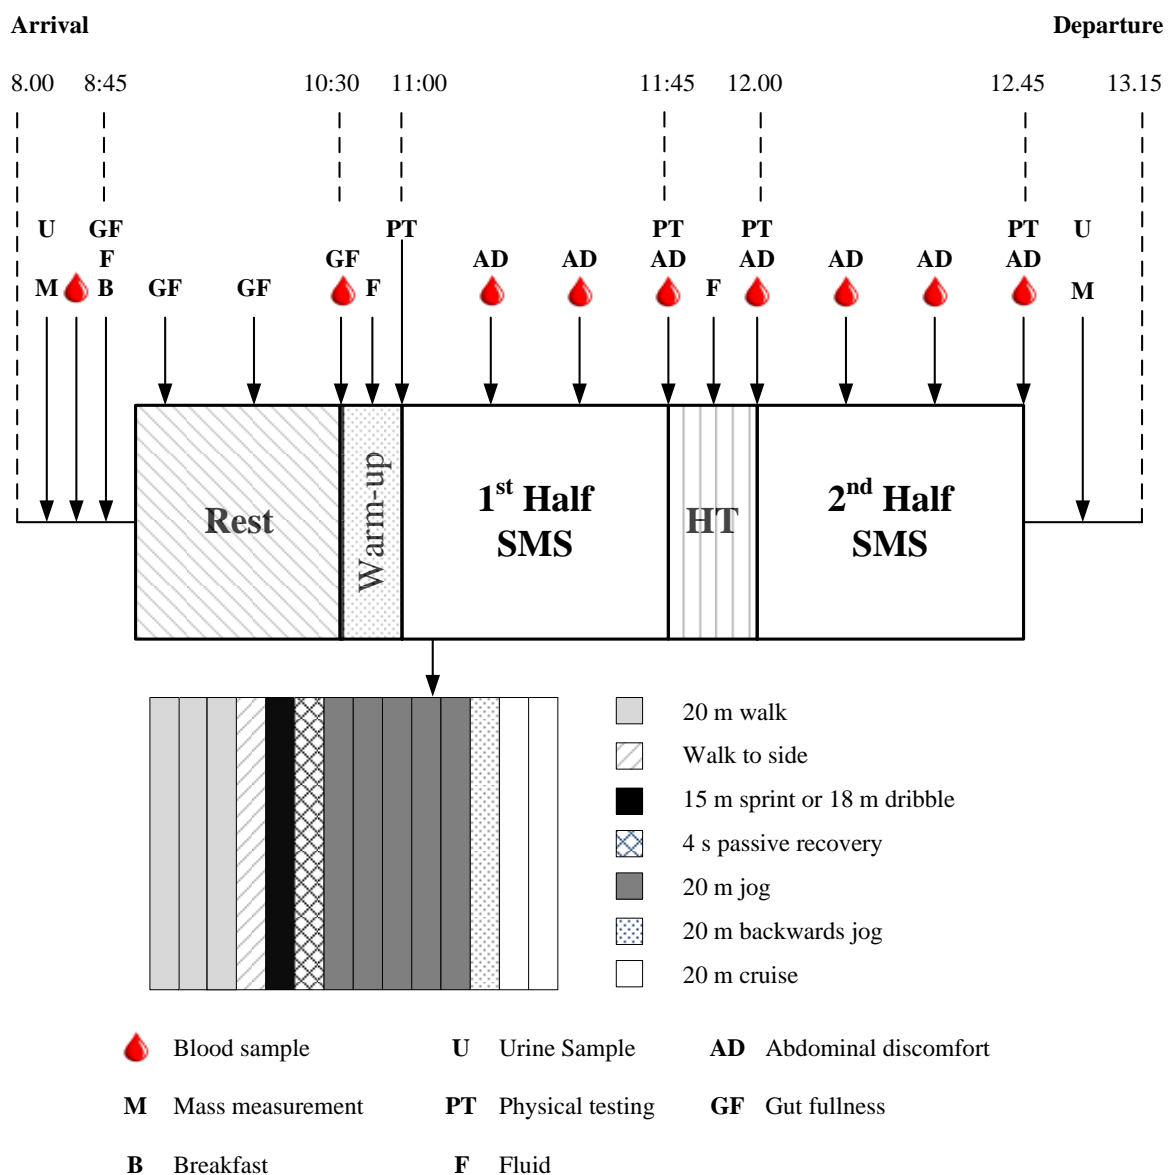 Arrival Departure
8.00 8:45 10:30 11:00 11:45 12.00 12.45 13.15
U GF PT PT PT PT U
F GF AD AD AD AD AD AD AD
M B GF GF F F M
Rest Warm-up 1st Half SMS HT 2nd Half SMS
20 m walk
Walk to side
15 m sprint or 18 m dribble
4 s passive recovery
20 m jog
20 m backwards jog
20 m cruise
Blood sample U Urine Sample AD Abdominal discomfort
M Mass measurement PT Physical testing GF Gut fullness
B Breakfast F Fluid